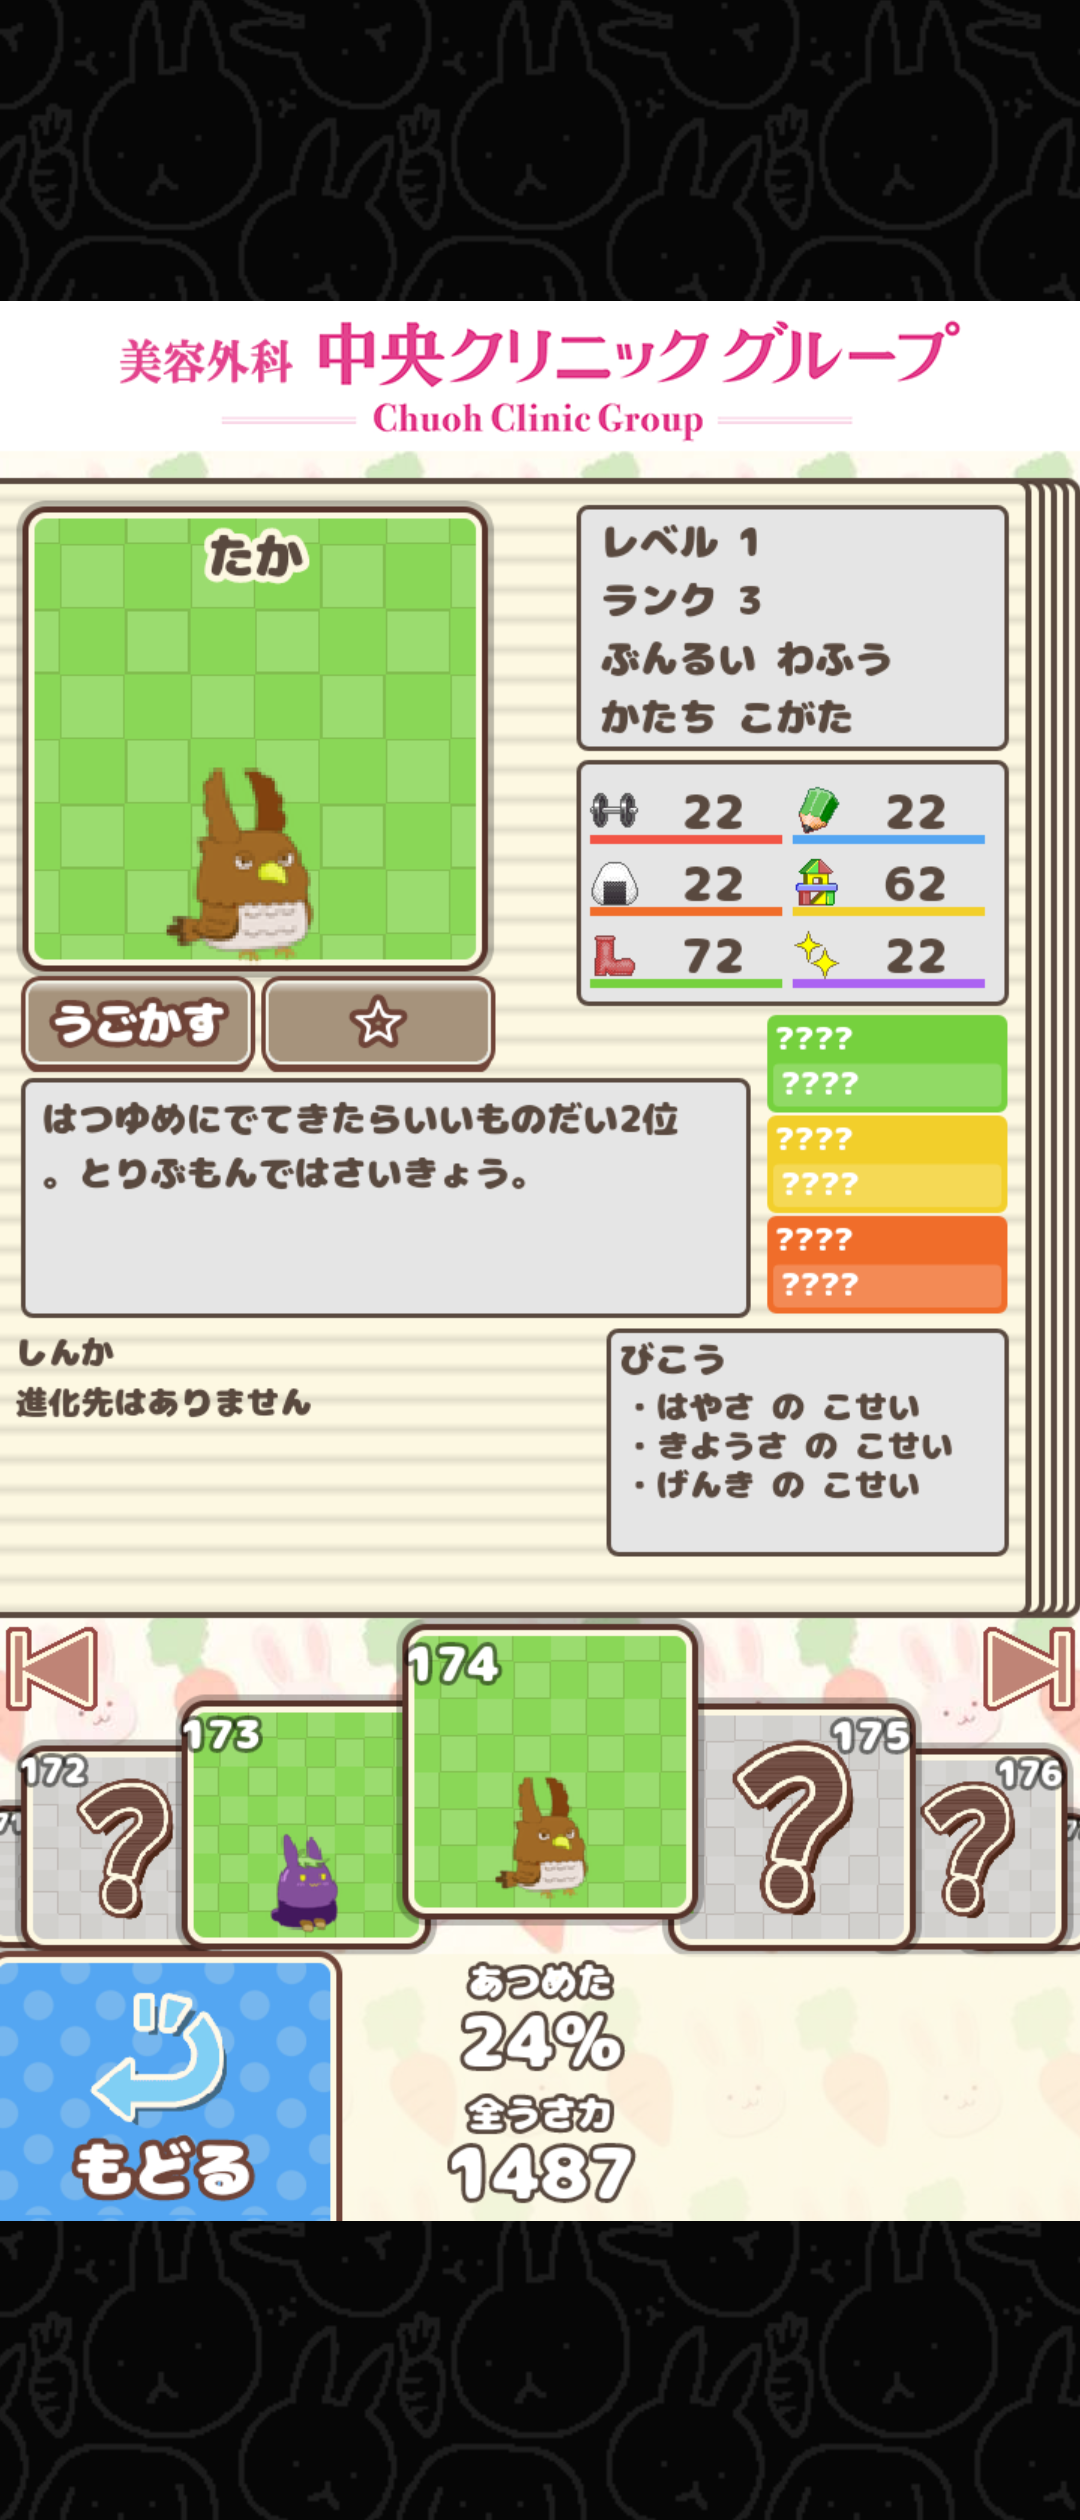 美容外科 中央クリニックグループ
Chuoh Clinic Group
たか
レベル 1
ランク 3
ぶんるい わふう
かたち こがた
22 22
22 62
72 22
うごかす ☆
????
????
????
????
????
????
はつゆめにでてきたらいいものだい2位
。とりぶもんではさいきょう。
しんか
進化先はありません
びこう
・はやさ の こせい
・きようさ の こせい
・げんき の こせい
172 ?
173
174
175 ?
176 ?
もどる
あつめた
24%
全うさ力
1487